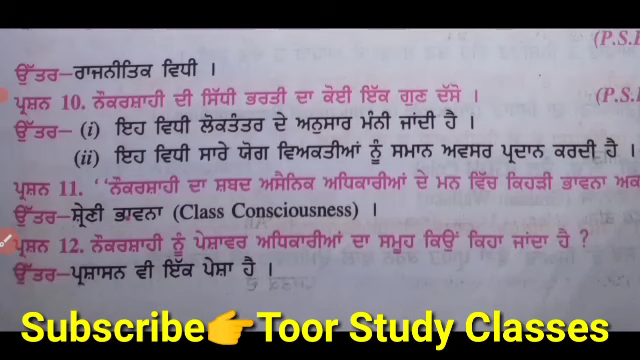 (P.S.E
ਉੱਤਰ—ਰਾਜਨੀਤਿਕ ਵਿਧੀ ।
ਪ੍ਰਸ਼ਨ 10. ਨੌਕਰਸ਼ਾਹੀ ਦੀ ਸਿੱਧੀ ਭਰਤੀ ਦਾ ਕੋਈ ਇੱਕ ਗੁਣ ਦੱਸੋ । (P.S.E
ਉੱਤਰ— (i) ਇਹ ਵਿਧੀ ਲੋਕਤੰਤਰ ਦੇ ਅਨੁਸਾਰ ਮੰਨੀ ਜਾਂਦੀ ਹੈ ।
(ii) ਇਹ ਵਿਧੀ ਸਾਰੇ ਯੋਗ ਵਿਅਕਤੀਆਂ ਨੂੰ ਸਮਾਨ ਅਵਸਰ ਪ੍ਰਦਾਨ ਕਰਦੀ ਹੈ ।
ਪ੍ਰਸ਼ਨ 11. ''ਨੌਕਰਸ਼ਾਹੀ ਦਾ ਸ਼ਬਦ ਅਸੈਨਿਕ ਅਧਿਕਾਰੀਆਂ ਦੇ ਮਨ ਵਿੱਚ ਕਿਹੜੀ ਭਾਵਨਾ ਅਕ
ਉੱਤਰ—ਸ਼੍ਰੇਣੀ ਭਾਵਨਾ (Class Consciousness) ।
ਪ੍ਰਸ਼ਨ 12. ਨੌਕਰਸ਼ਾਹੀ ਨੂੰ ਪੇਸ਼ਾਵਰ ਅਧਿਕਾਰੀਆਂ ਦਾ ਸਮੂਹ ਕਿਉਂ ਕਿਹਾ ਜਾਂਦਾ ਹੈ ?
ਉੱਤਰ—ਪ੍ਰਸ਼ਾਸਨ ਵੀ ਇੱਕ ਪੇਸ਼ਾ ਹੈ ।
Subscribe👉Toor Study Classes